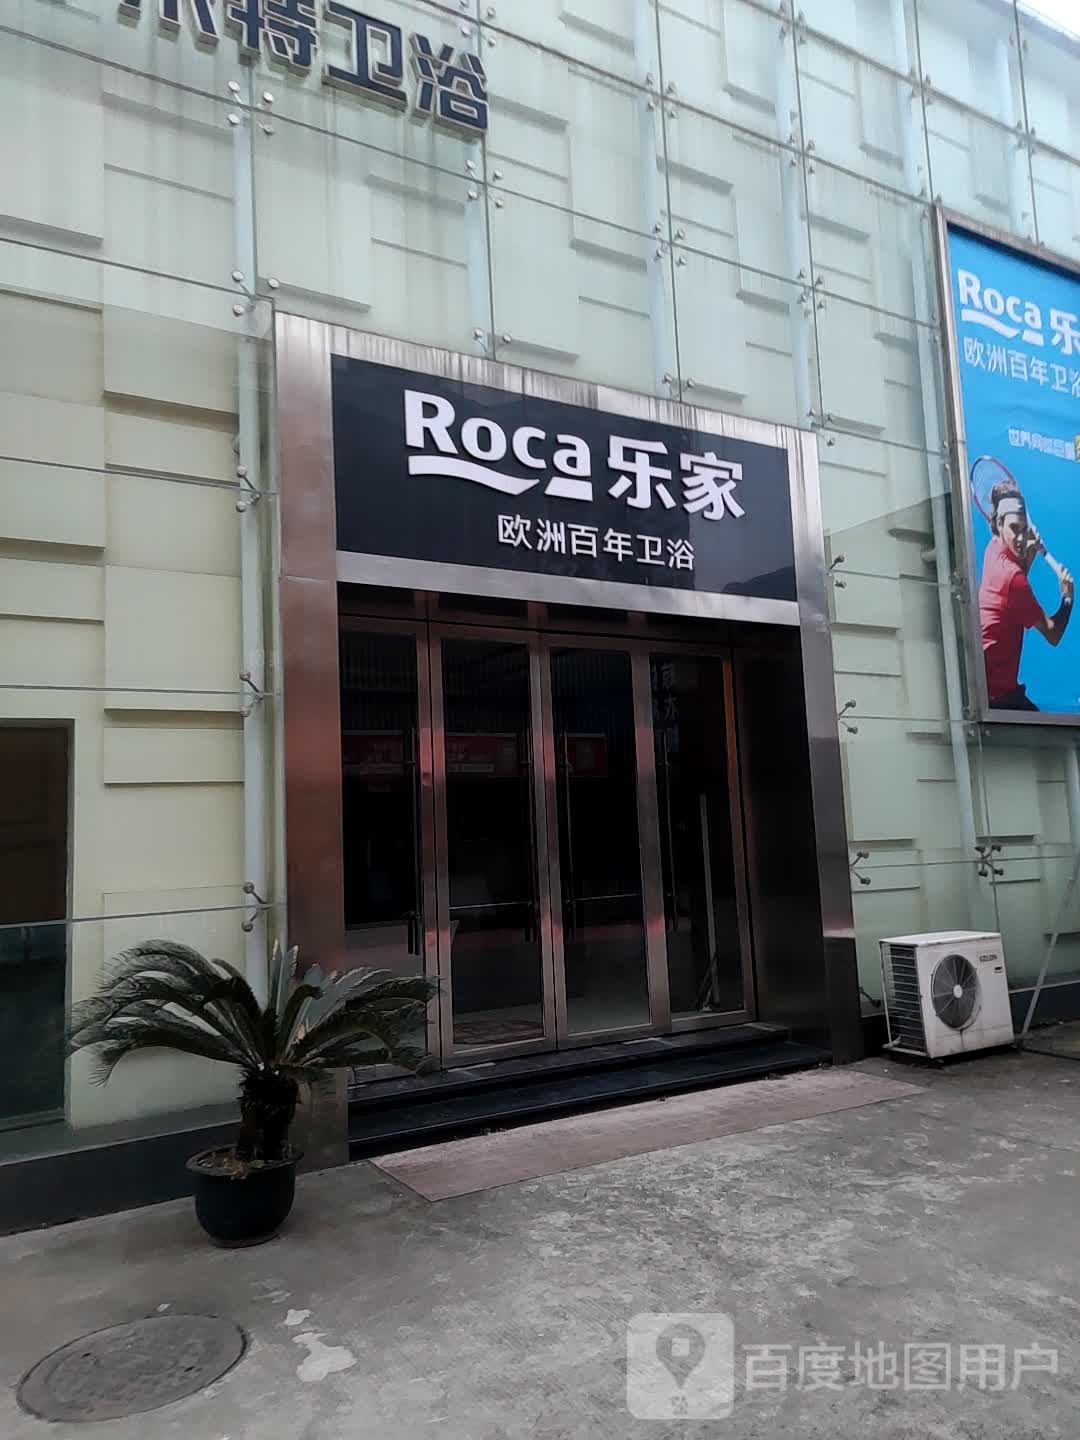 特卫浴
Roca 乐家
欧洲百年卫浴
Roca 乐
欧洲百年卫浴
百度地图用户